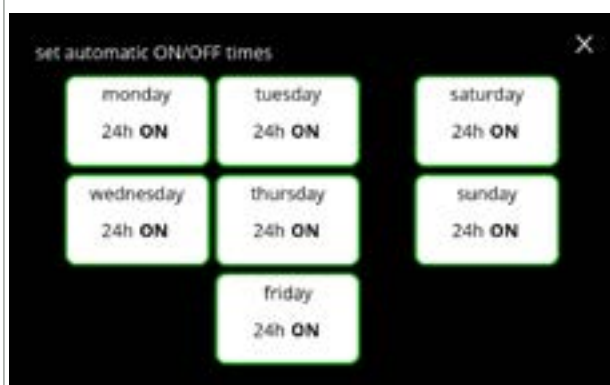 set automatic ON/OFF times
monday
24h ON
tuesday
24h ON
saturday
24h ON
wednesday
24h ON
thursday
24h ON
sunday
24h ON
friday
24h ON